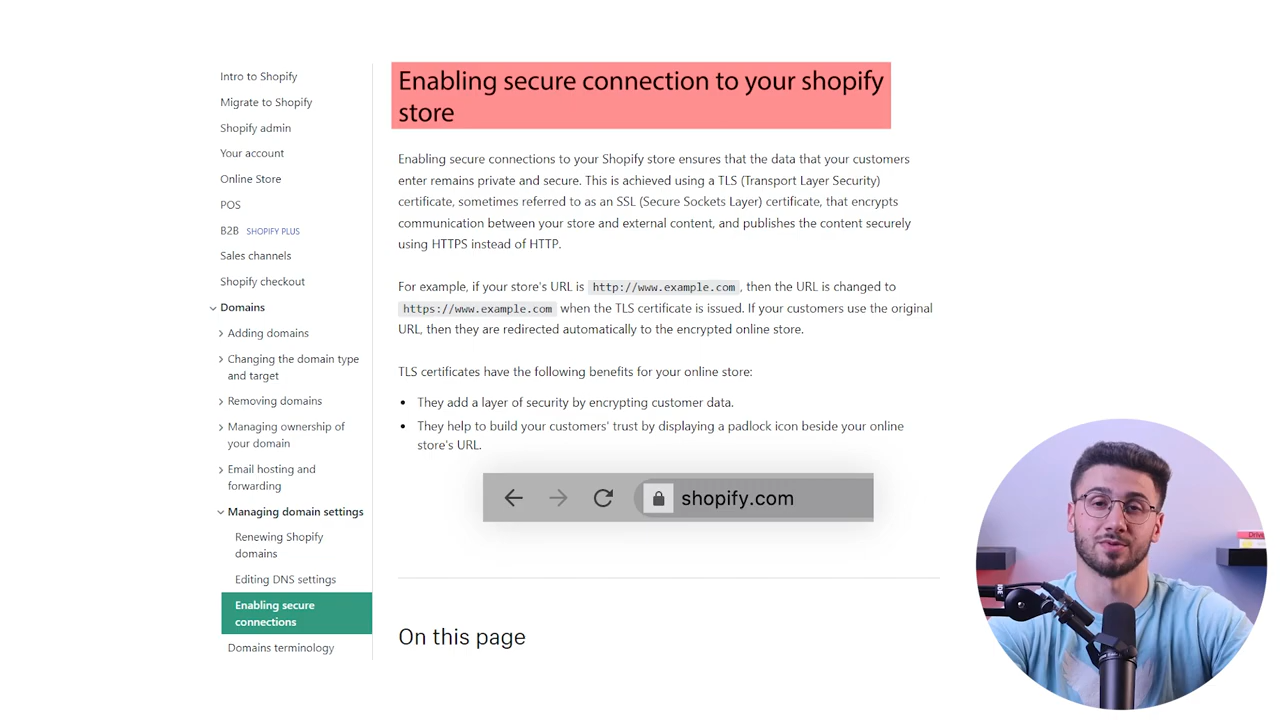 Intro to Shopify
Migrate to Shopify
Shopify admin
Your account
Online Store
POS
B2B SHOPIFY PLUS
Sales channels
Shopify checkout
Domains
Adding domains
Changing the domain type
and target
Removing domains
Managing ownership of
your domain
Email hosting and
forwarding
Managing domain settings
Renewing Shopify
domains
Editing DNS settings
Enabling secure
connections
Domains terminology
Enabling secure connection to your shopify
store
Enabling secure connections to your Shopify store ensures that the data that your customers
enter remains private and secure. This is achieved using a TLS (Transport Layer Security)
certificate, sometimes referred to as an SSL (Secure Sockets Layer) certificate, that encrypts
communication between your store and external content, and publishes the content securely
using HTTPS instead of HTTP.
For example, if your store's URL is http://www.example.com, then the URL is changed to
https://www.example.com when the TLS certificate is issued. If your customers use the original
URL, then they are redirected automatically to the encrypted online store.
TLS certificates have the following benefits for your online store:
• They add a layer of security by encrypting customer data.
• They help to build your customers' trust by displaying a padlock icon beside your online
store's URL.
shopify.com
On this page